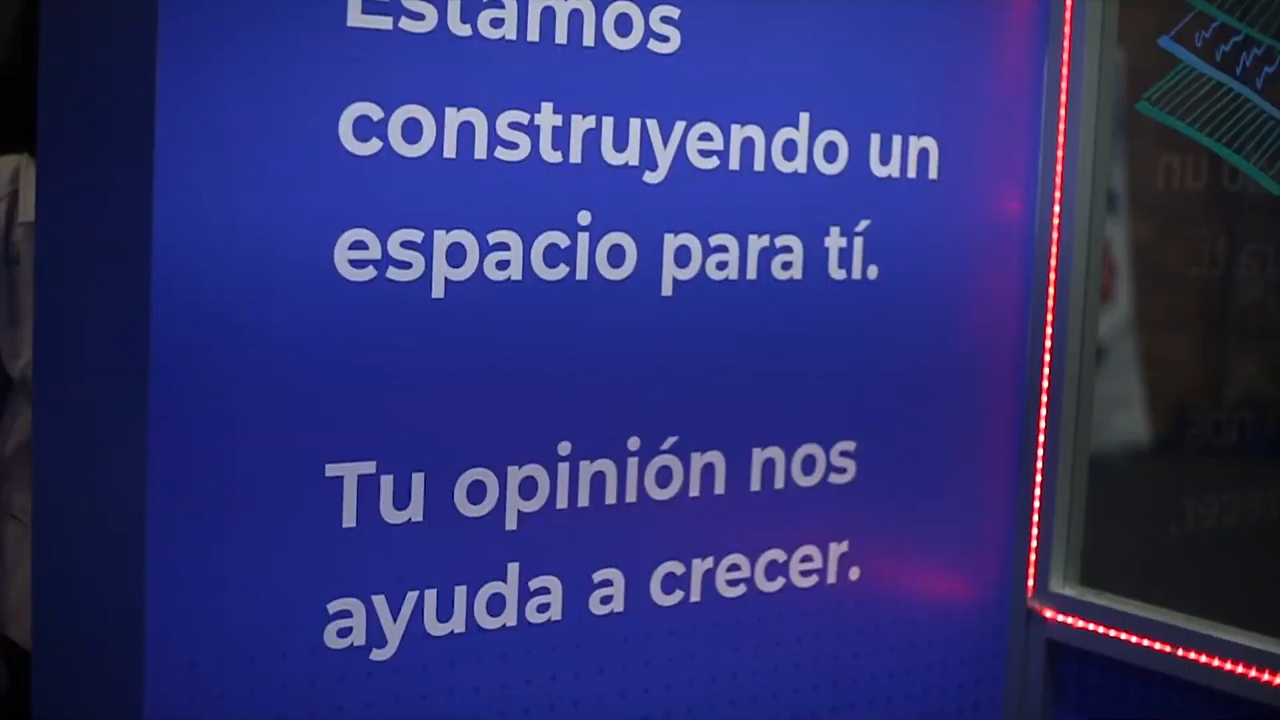 Estamos
construyendo un
espacio para tí.
Tu opinión nos
ayuda a crecer.